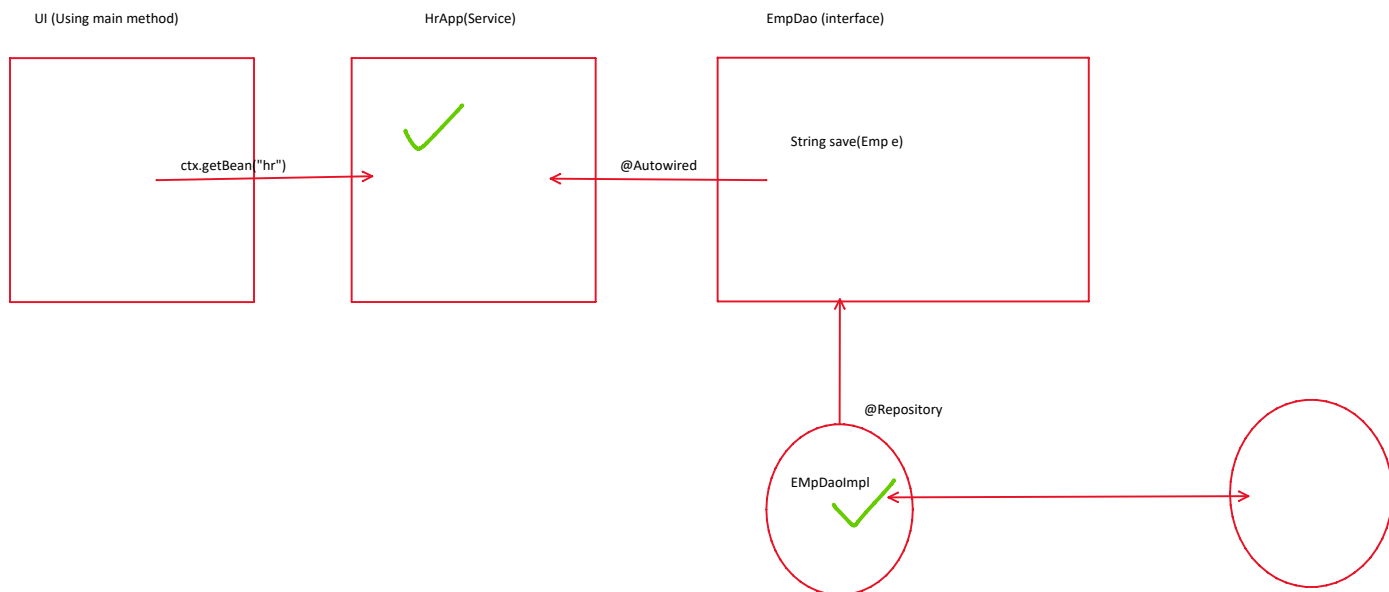 UI (Using main method)
HrApp(Service)
EmpDao (interface)
String save(Emp e)
ctx.getBean("hr")
@Autowired
@Repository
EMpDaoImpl